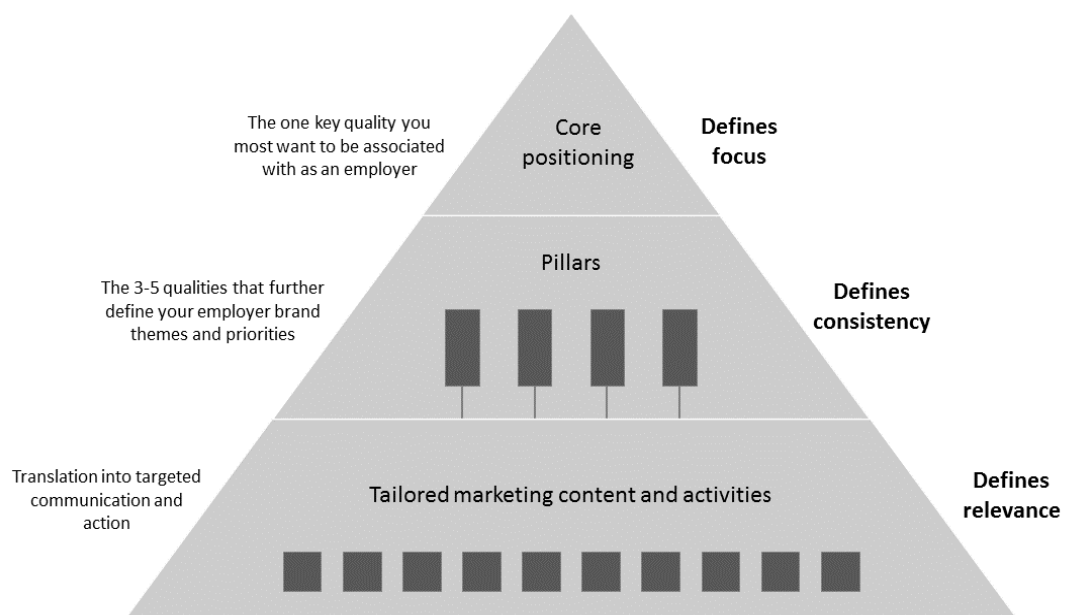 The one key quality you
most want to be associated
with as an employer
Core
positioning
Defines
focus
The 3-5 qualities that further
define your employer brand
themes and priorities
Pillars
Defines
consistency
Translation into targeted
communication and
action
Tailored marketing content and activities
Defines
relevance